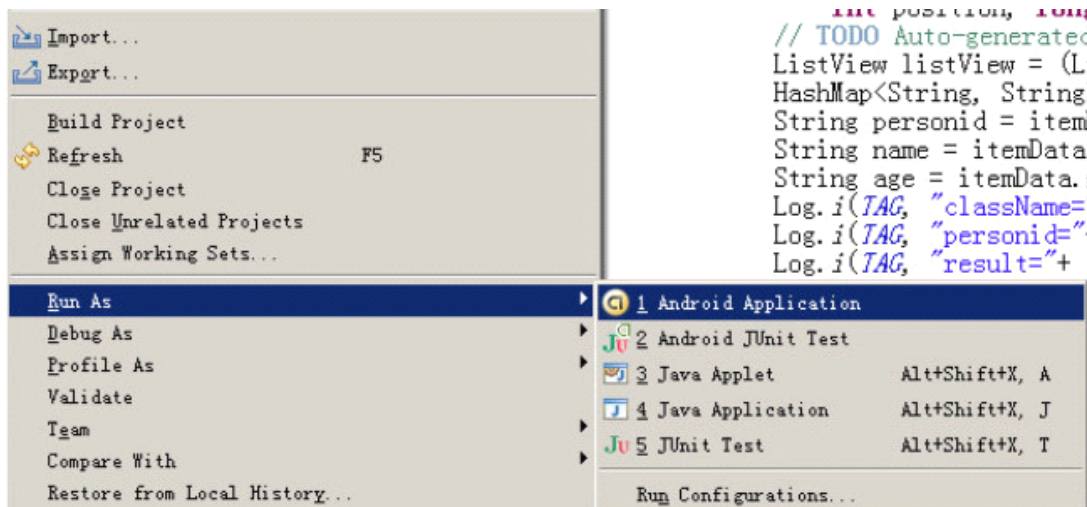 Import...
Export...
Build Project
Refresh F5
Close Project
Close Unrelated Projects
Assign Working Sets...
Run As
Debug As
Profile As
Validate
Team
Compare With
Restore from Local History...
int position, long
// TODO Auto-generated
ListView listView = (L
HashMap<String, String
String personid = item
String name = itemData
String age = itemData.
Log.i(TAG, "className=
Log.i(TAG, "personid="
Log.i(TAG, "result="+
1 Android Application
2 Android JUnit Test
3 Java Applet Alt+Shift+X, A
4 Java Application Alt+Shift+X, J
5 JUnit Test Alt+Shift+X, T
Run Configurations...